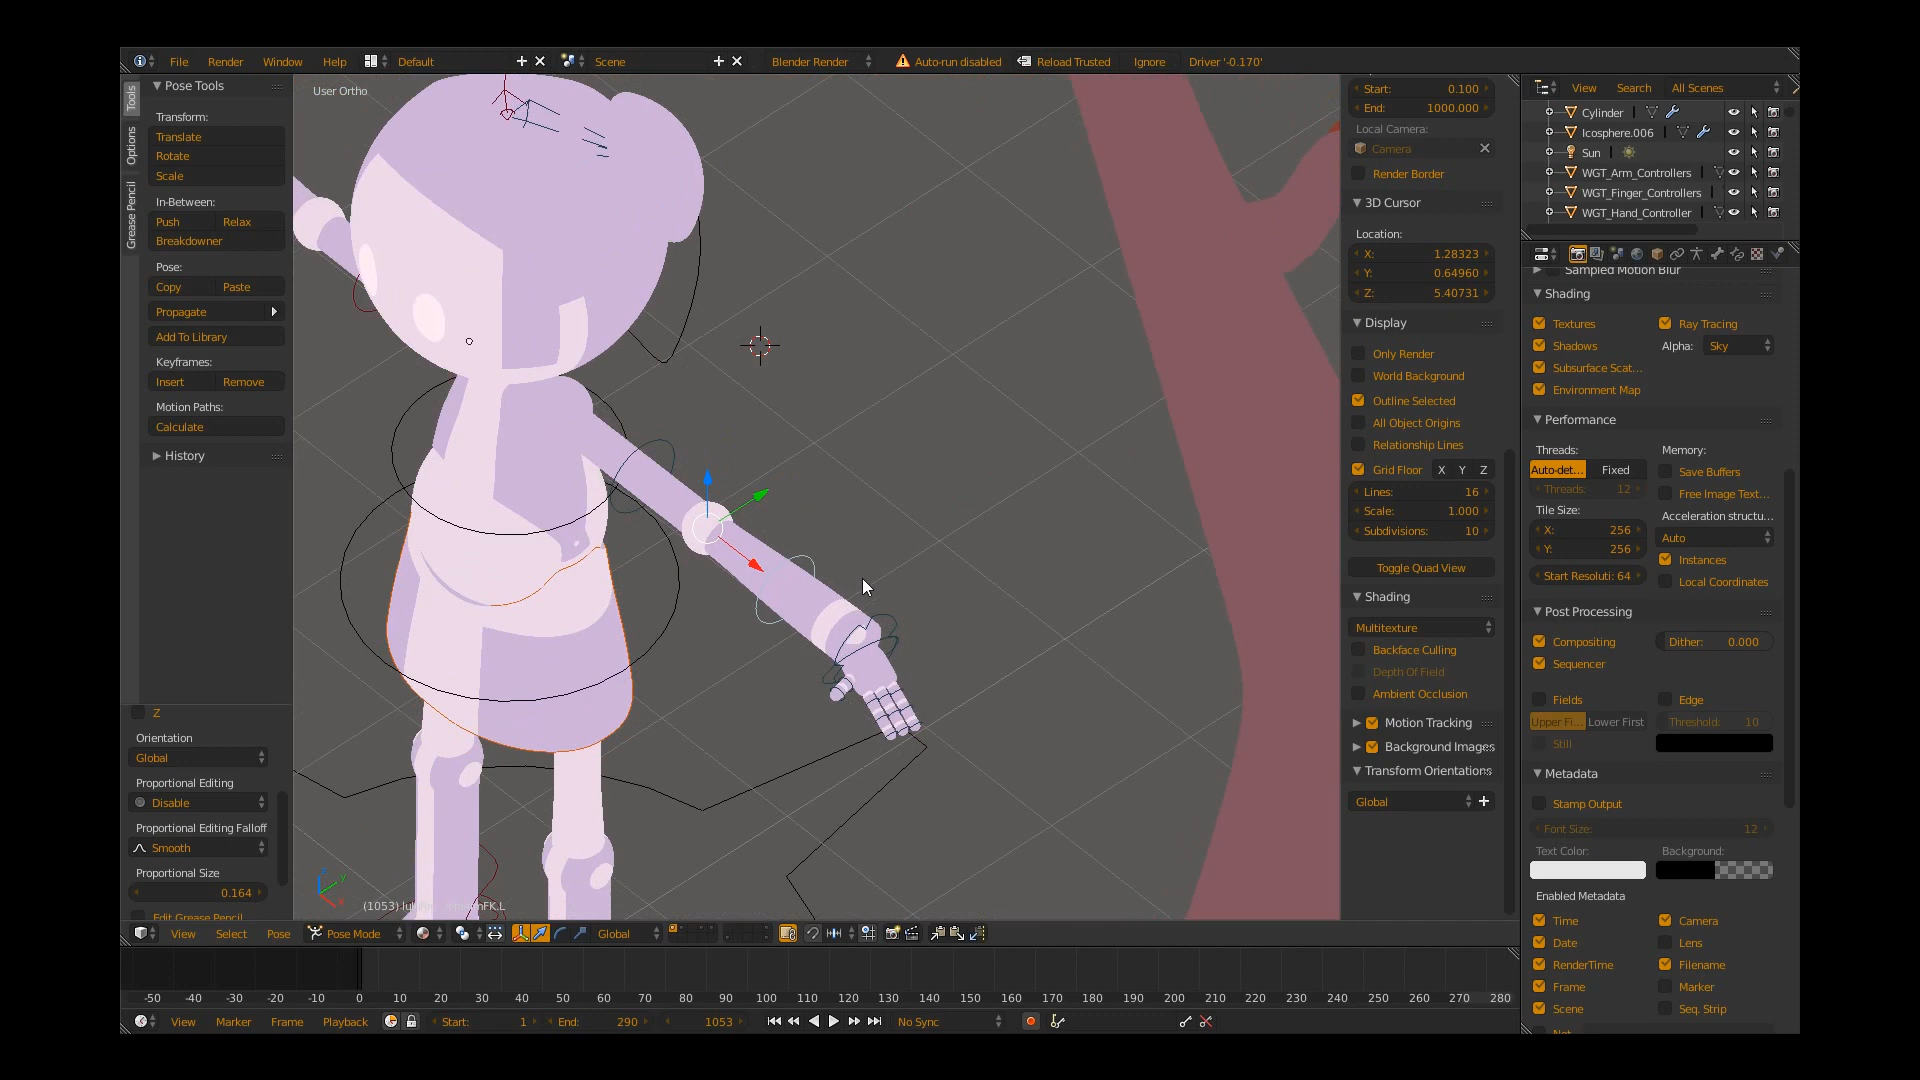 File Render Window Help Default Scene Blender Render Auto-run disabled Reload Trusted Ignore Driver '-0.170'
Tools
Options
Grease Pencil
Pose Tools
Transform:
Translate
Rotate
Scale
In-Between:
Push Relax
Breakdowner
Pose:
Copy Paste
Propagate
Add To Library
Keyframes:
Insert Remove
Motion Paths:
Calculate
History
Z
Orientation
Global
Proportional Editing
Disable
Proportional Editing Falloff
Smooth
Proportional Size
0.164
Edit Grease Pencil
User Ortho
View Select Pose Pose Mode Global
Start: 0.100
End: 1000.000
Local Camera:
Camera
Render Border
3D Cursor
Location:
X: 1.28323
Y: 0.64960
Z: 5.40731
Display
Only Render
World Background
Outline Selected
All Object Origins
Relationship Lines
Grid Floor X Y Z
Lines: 16
Scale: 1.000
Subdivisions: 10
Toggle Quad View
Shading
Multitexture
Backface Culling
Depth Of Field
Ambient Occlusion
Motion Tracking
Background Images
Transform Orientations
Global
View Search All Scenes
Cylinder
Icosphere.006
Sun
WGT_Arm_Controllers
WGT_Finger_Controllers
WGT_Hand_Controller
Sampled Motion Blur
Shading
Textures Ray Tracing
Shadows Alpha: Sky
Subsurface Scat...
Environment Map
Performance
Threads: Memory:
Auto-det... Fixed Save Buffers
Threads: 12 Free Image Text...
Tile Size: Acceleration structu...
X: 256 Auto
Y: 256 Instances
Start Resoluti: 64 Local Coordinates
Post Processing
Compositing Dither: 0.000
Sequencer
Fields Edge
Upper Fi... Lower First Threshold: 10
Still
Metadata
Stamp Output
Font Size: 12
Text Color: Background:
Enabled Metadata
Time Camera
Date Lens
RenderTime Filename
Frame Marker
Scene Seq. Strip
-50 -40 -30 -20 -10 0 10 20 30 40 50 60 70 80 90 100 110 120 130 140 150 160 170 180 190 200 210 220 230 240 250 260 270 280
View Marker Frame Playback Start: 1 End: 290 1053 No Sync